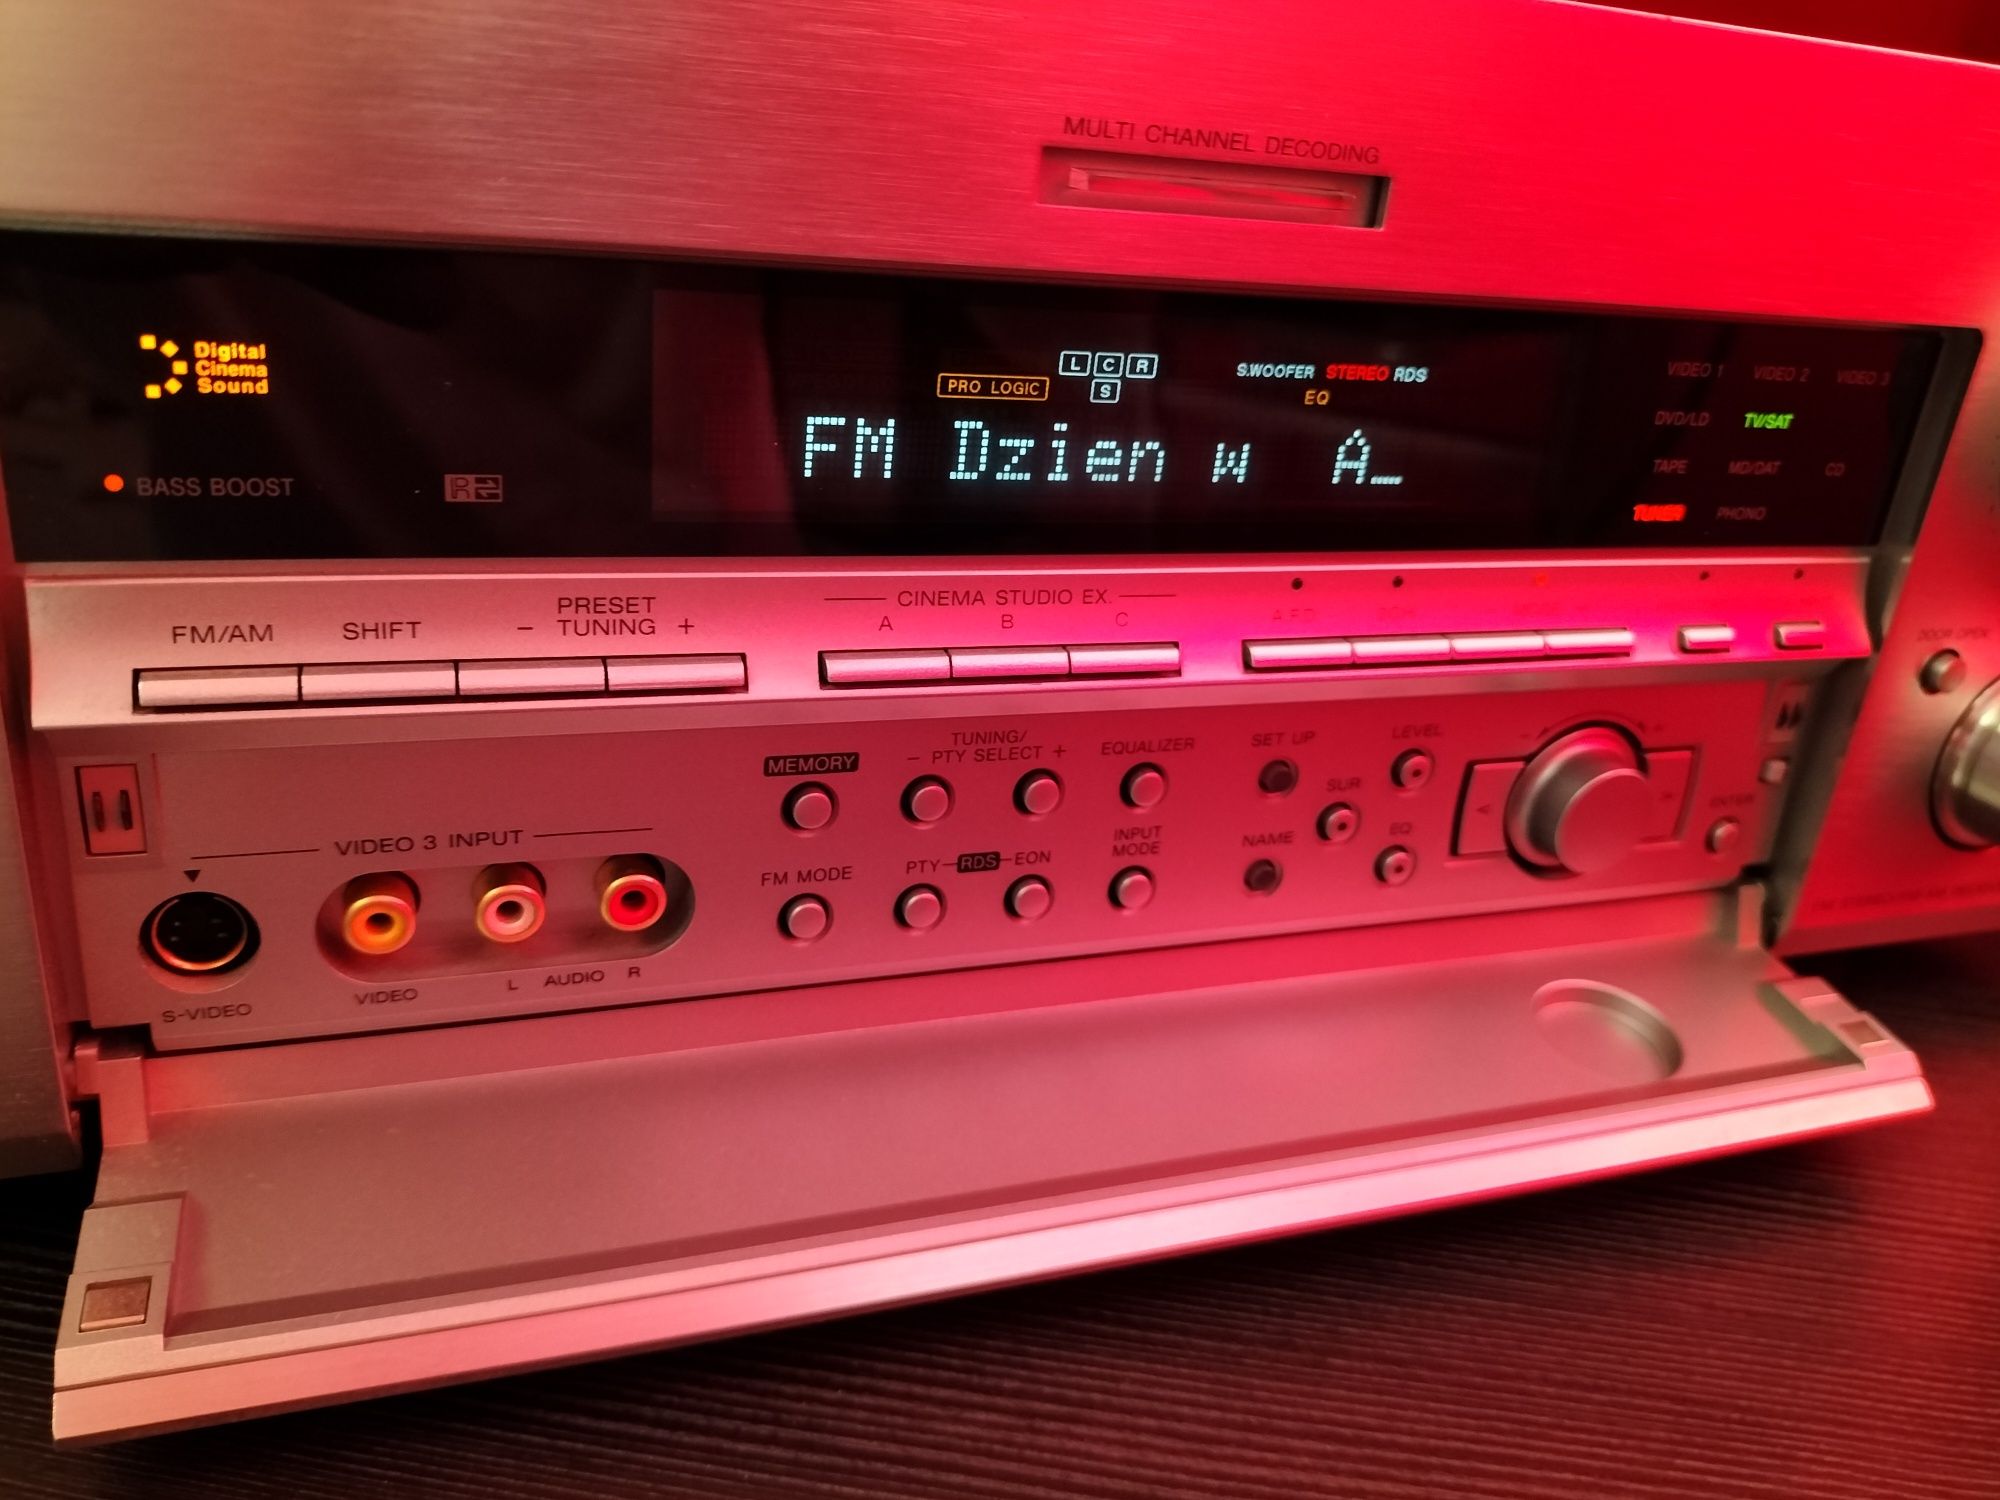 MULTI CHANNEL DECODING
Digital
Cinema
Sound
BASS BOOST
PRO LOGIC
L C R
S
S.WOOFER STEREO RDS
EQ
FM Dzien w A_
VIDEO 1 VIDEO 2 VIDEO 3
DVD/LD TV/SAT
TAPE MD/DAT CD
TUNER PHONO
FM/AM SHIFT PRESET
- TUNING +
CINEMA STUDIO EX.
A B C
A.F.D.
DOOR OPEN
MEMORY
TUNING/
- PTY SELECT +
EQUALIZER
SET UP
LEVEL
SUR
NAME
EQ
ENTER
INPUT
MODE
FM MODE
PTY RDS EON
VIDEO 3 INPUT
S-VIDEO
VIDEO
L AUDIO R